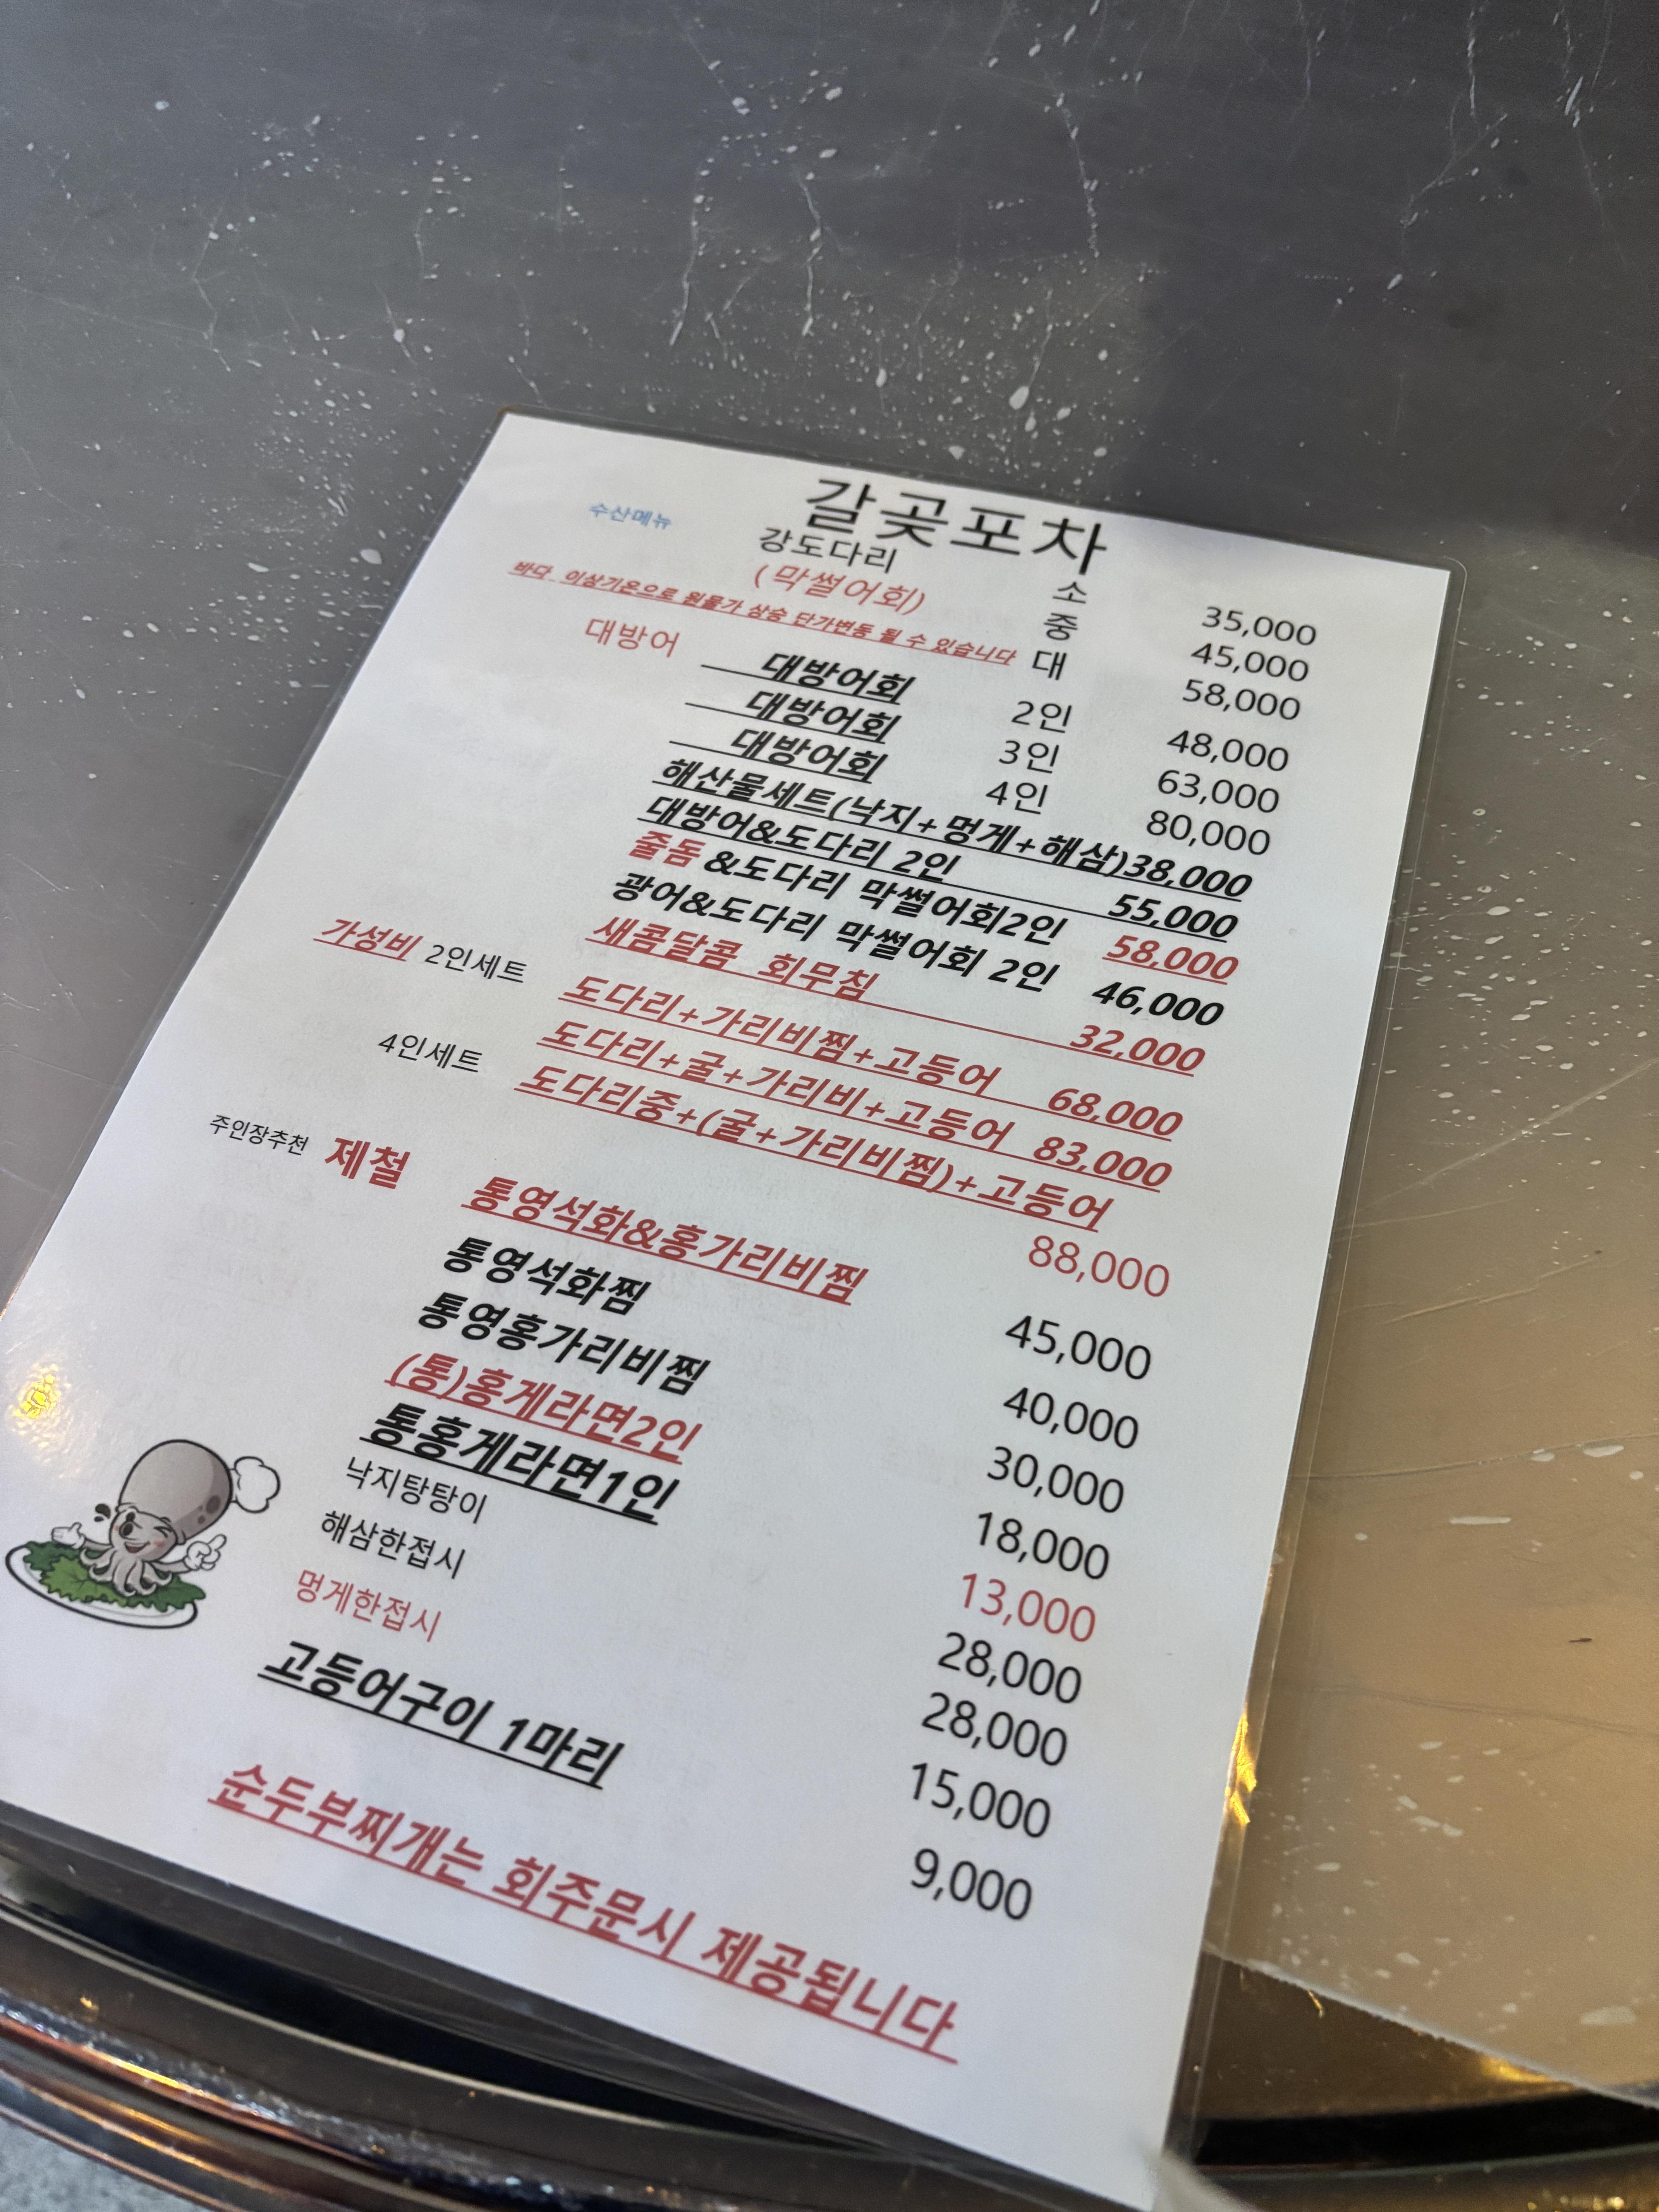 갈곶포차
수산메뉴
강도다리 소 35,000
(막썰어회) 중 45,000
바다 이상기온으로 원물가 상승 단가변동 될 수 있습니다 대 58,000
대방어 대방어회 2인 48,000
대방어회 3인 63,000
대방어회 4인 80,000
해산물세트(낙지+멍게+해삼)38,000
대방어&도다리 2인 55,000
줄돔&도다리 막썰어회2인 58,000
광어&도다리 막썰어회 2인 46,000
새콤달콤 회무침 32,000
가성비 2인세트 도다리+가리비찜+고등어 68,000
도다리+굴+가리비+고등어 83,000
4인세트 도다리중+(굴+가리비찜)+고등어
88,000
주인장추천 제철 통영석화&홍가리비찜 45,000
통영석화찜 40,000
통영홍가리비찜 30,000
(통)홍게라면2인 18,000
통홍게라면1인 13,000
낙지탕탕이 28,000
해삼한접시 28,000
멍게한접시 15,000
고등어구이 1마리 9,000
순두부찌개는 회주문시 제공됩니다